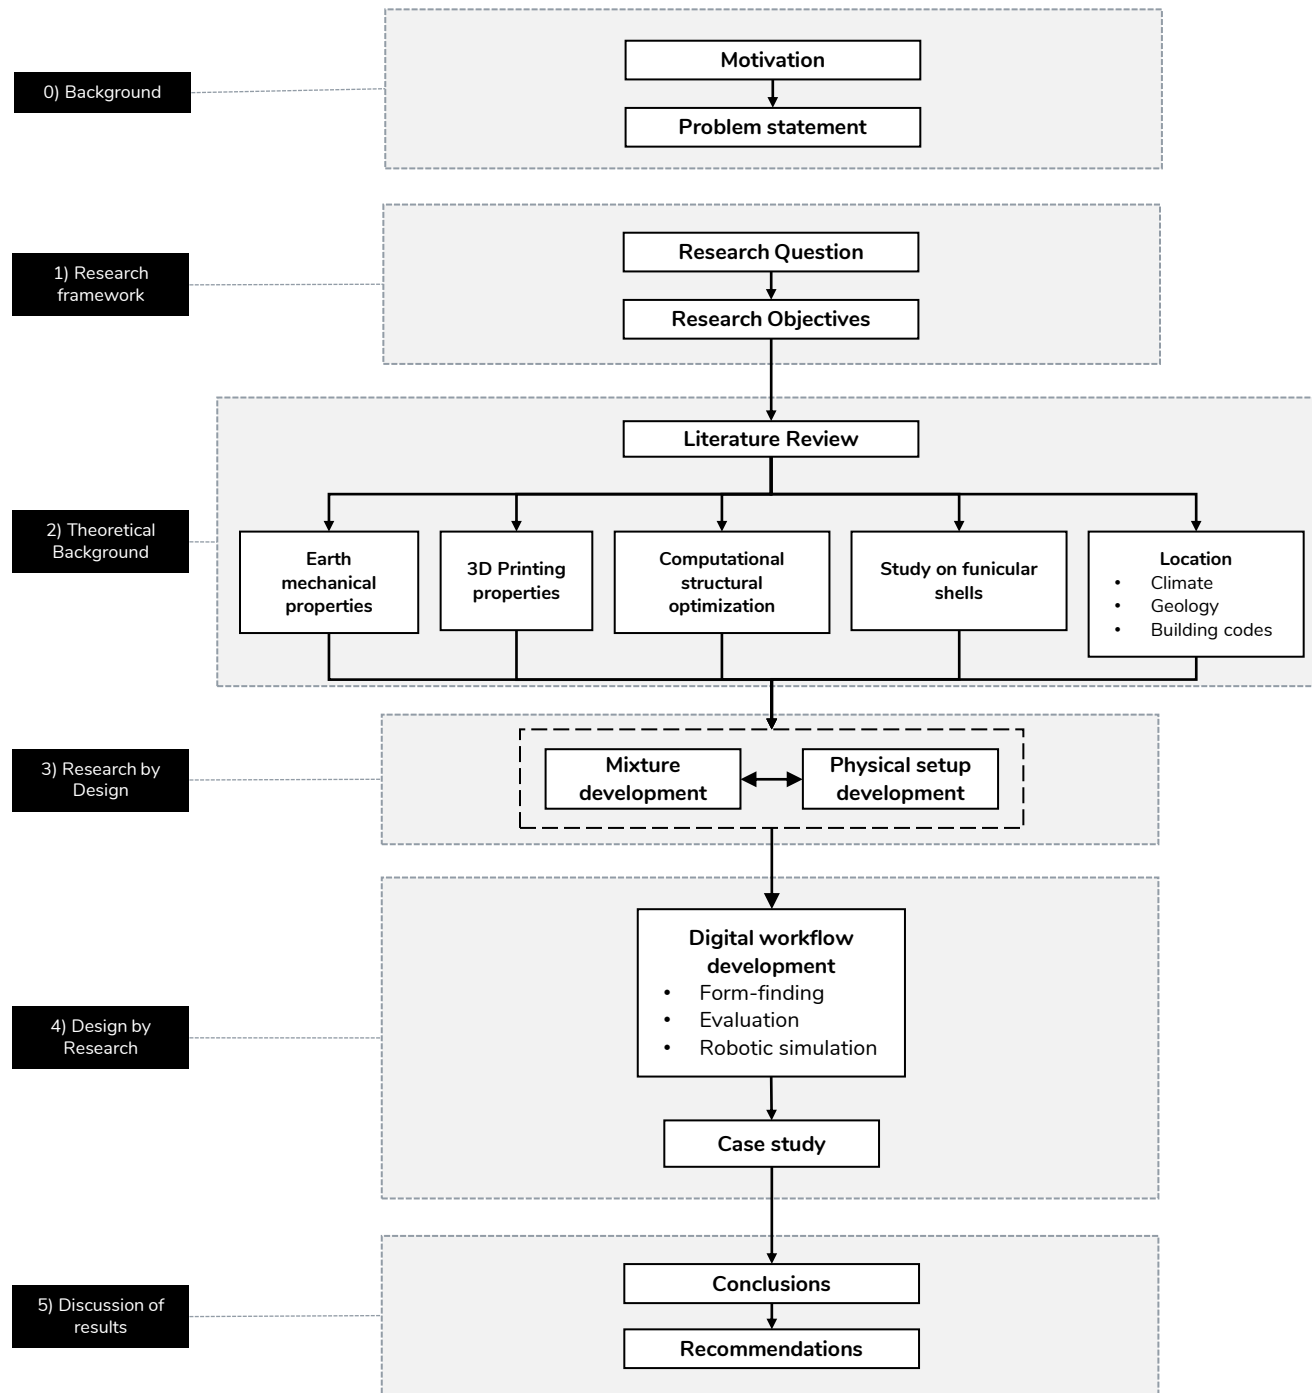 0) Background
Motivation
Problem statement
1) Research
framework
Research Question
Research Objectives
2) Theoretical
Background
Literature Review
Earth
mechanical
properties
3D Printing
properties
Computational
structural
optimization
Study on funicular
shells
Location
• Climate
• Geology
• Building codes
3) Research by
Design
Mixture
development
Physical setup
development
4) Design by
Research
Digital workflow
development
• Form-finding
• Evaluation
• Robotic simulation
Case study
5) Discussion of
results
Conclusions
Recommendations